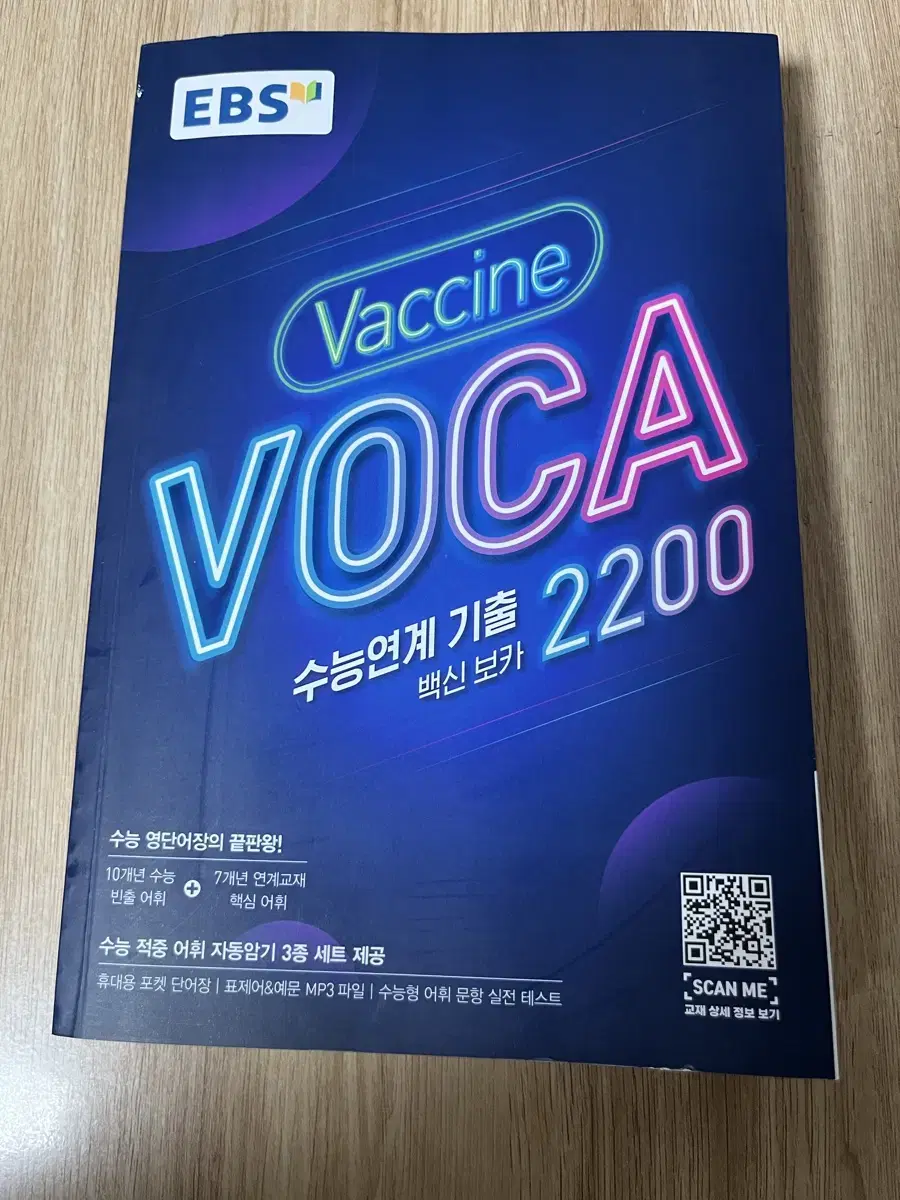 EBS
Vaccine
VOCA
수능연계 기출 2200
백신 보카
수능 영단어장의 끝판왕!
10개년 수능 + 7개년 연계교재
빈출 어휘 핵심 어휘
수능 적중 어휘 자동암기 3종 세트 제공
휴대용 포켓 단어장 | 표제어&예문 MP3 파일 | 수능형 어휘 문항 실전 테스트
SCAN ME
교재 상세 정보 보기